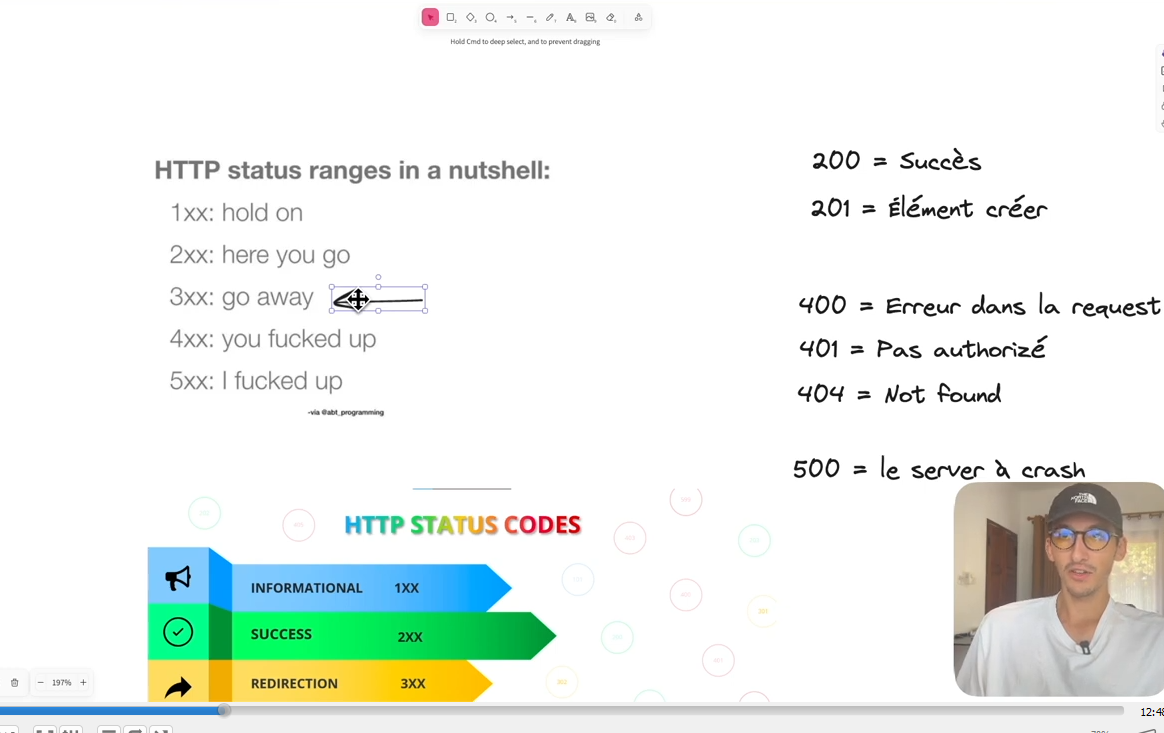 Hold Cmd to deep select, and to prevent dragging
HTTP status ranges in a nutshell:
1xx: hold on
2xx: here you go
3xx: go away
4xx: you fucked up
5xx: I fucked up
-via @abt_programming
200 = Succès
201 = Élément créer
400 = Erreur dans la request
401 = Pas authorizé
404 = Not found
500 = le server à crash
HTTP STATUS CODES
INFORMATIONAL 1XX
SUCCESS 2XX
REDIRECTION 3XX
THE NORTH FACE
197%